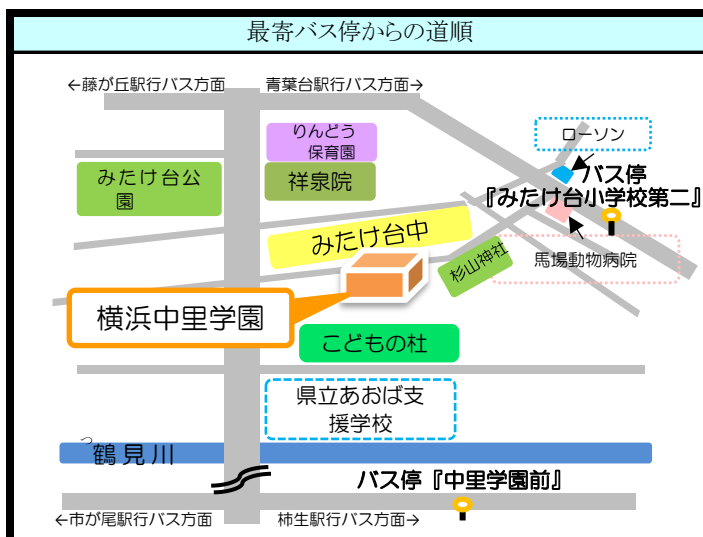 最寄バス停からの道順
←藤が丘駅行バス方面
青葉台駅行バス方面→
りんどう
保育園
ローソン
みたけ台公
園
祥泉院
バス停
『みたけ台小学校第二』
みたけ台中
杉山神社
馬場動物病院
横浜中里学園
こどもの杜
県立あおば支
援学校
つ
鶴見川
バス停『中里学園前』
←市が尾駅行バス方面
柿生駅行バス方面→